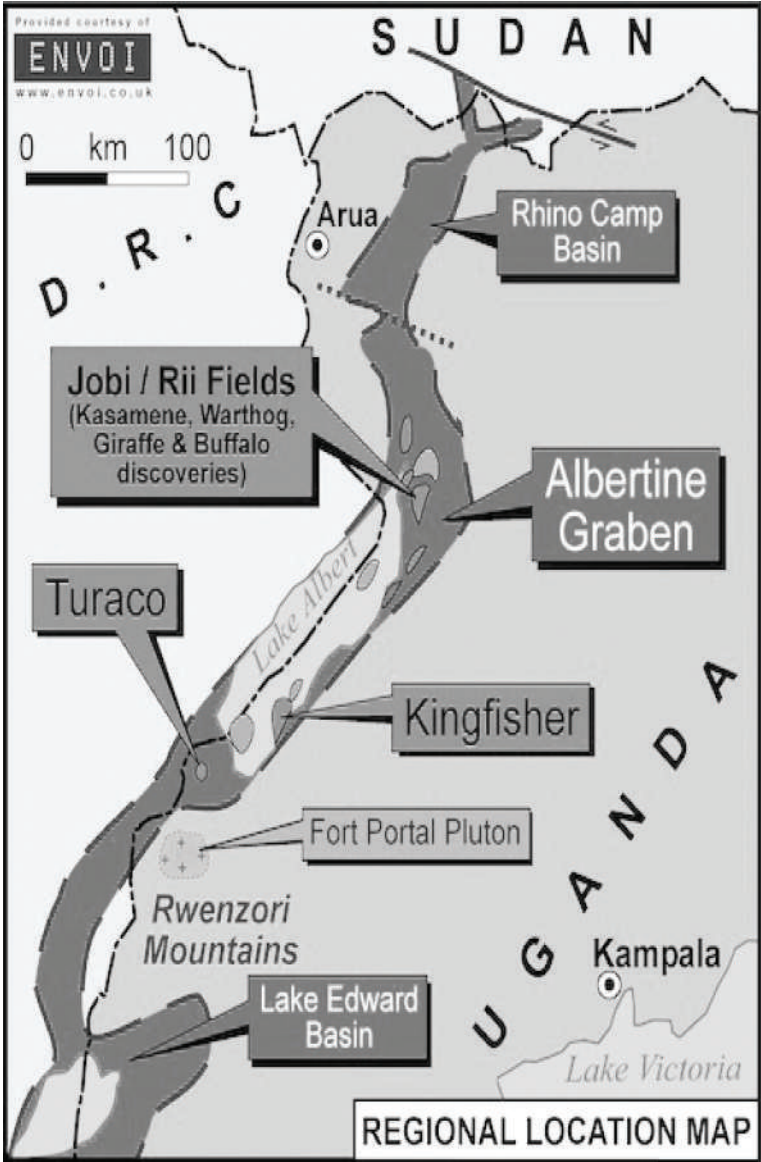 Provided courtesy of
ENVOI
www.envoi.co.uk
SUDAN
0 km 100
D.R.C
Arua
Rhino Camp
Basin
Jobi / Rii Fields
(Kasamene, Warthog,
Giraffe & Buffalo
discoveries)
Albertine
Graben
Lake Albert
Turaco
Kingfisher
UGANDA
Fort Portal Pluton
Rwenzori
Mountains
Kampala
Lake Edward
Basin
Lake Victoria
REGIONAL LOCATION MAP